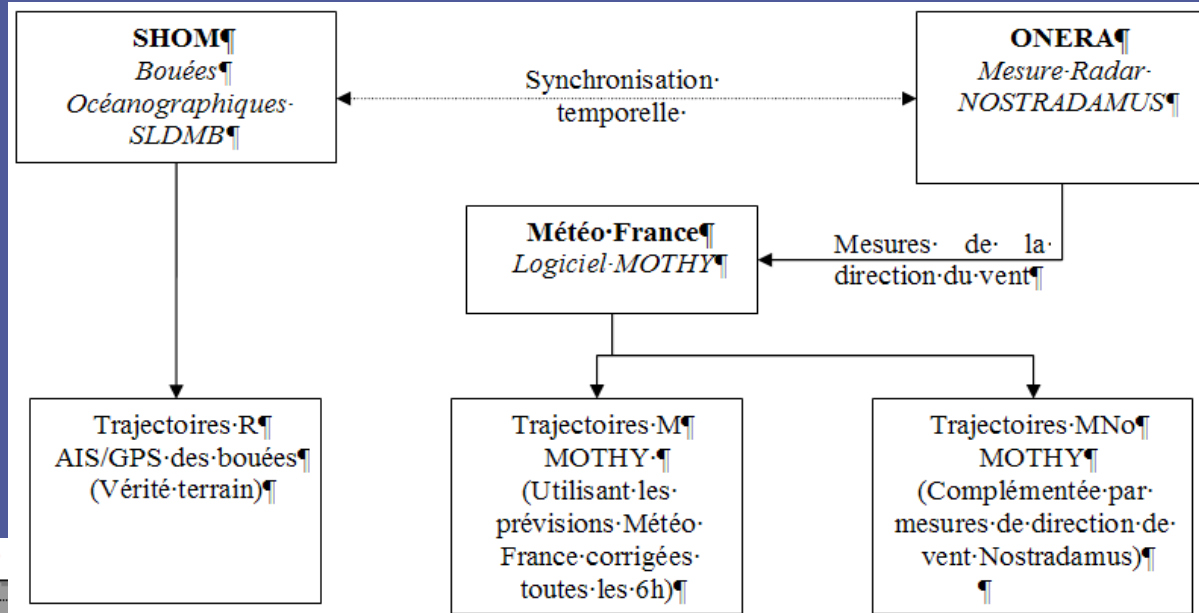 SHOM¶
Bouées¶
Océanographiques·
SLDMB¶
Synchronisation
temporelle·
ONERA¶
Mesure·Radar·
NOSTRADAMUS¶
Météo·France¶
Logiciel·MOTHY¶
Mesures· de· la·
direction·du·vent¶
Trajectoires·R¶
AIS/GPS·des·bouées¶
(Vérité·terrain)¶
Trajectoires·M¶
MOTHY·¶
(Utilisant·les·
prévisions·Météo·
France·corrigées·
toutes·les·6h)¶
Trajectoires·MNo¶
MOTHY¶
(Complémentée·par·
mesures·de·direction·de·
vent·Nostradamus)¶
¶